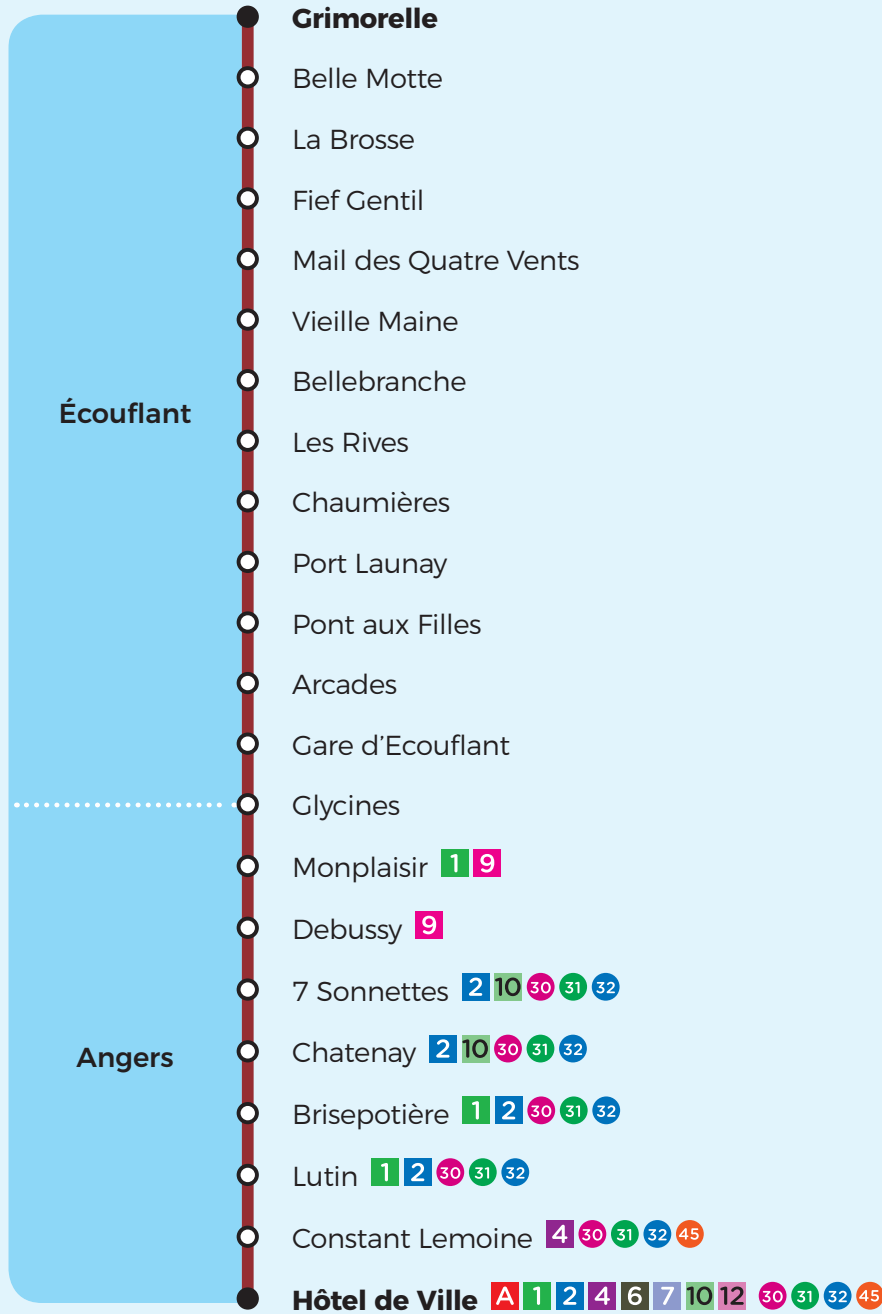 Grimorelle
Belle Motte
La Brosse
Fief Gentil
Mail des Quatre Vents
Vieille Maine
Bellebranche
Écouflant
Les Rives
Chaumières
Port Launay
Pont aux Filles
Arcades
Gare d'Ecouflant
Glycines
Monplaisir 1 9
Debussy 9
7 Sonnettes 2 10 30 31 32
Angers
Chatenay 2 10 30 31 32
Brisepotière 1 2 30 31 32
Lutin 1 2 30 31 32
Constant Lemoine 4 30 31 32 45
Hôtel de Ville A 1 2 4 6 7 10 12 30 31 32 45